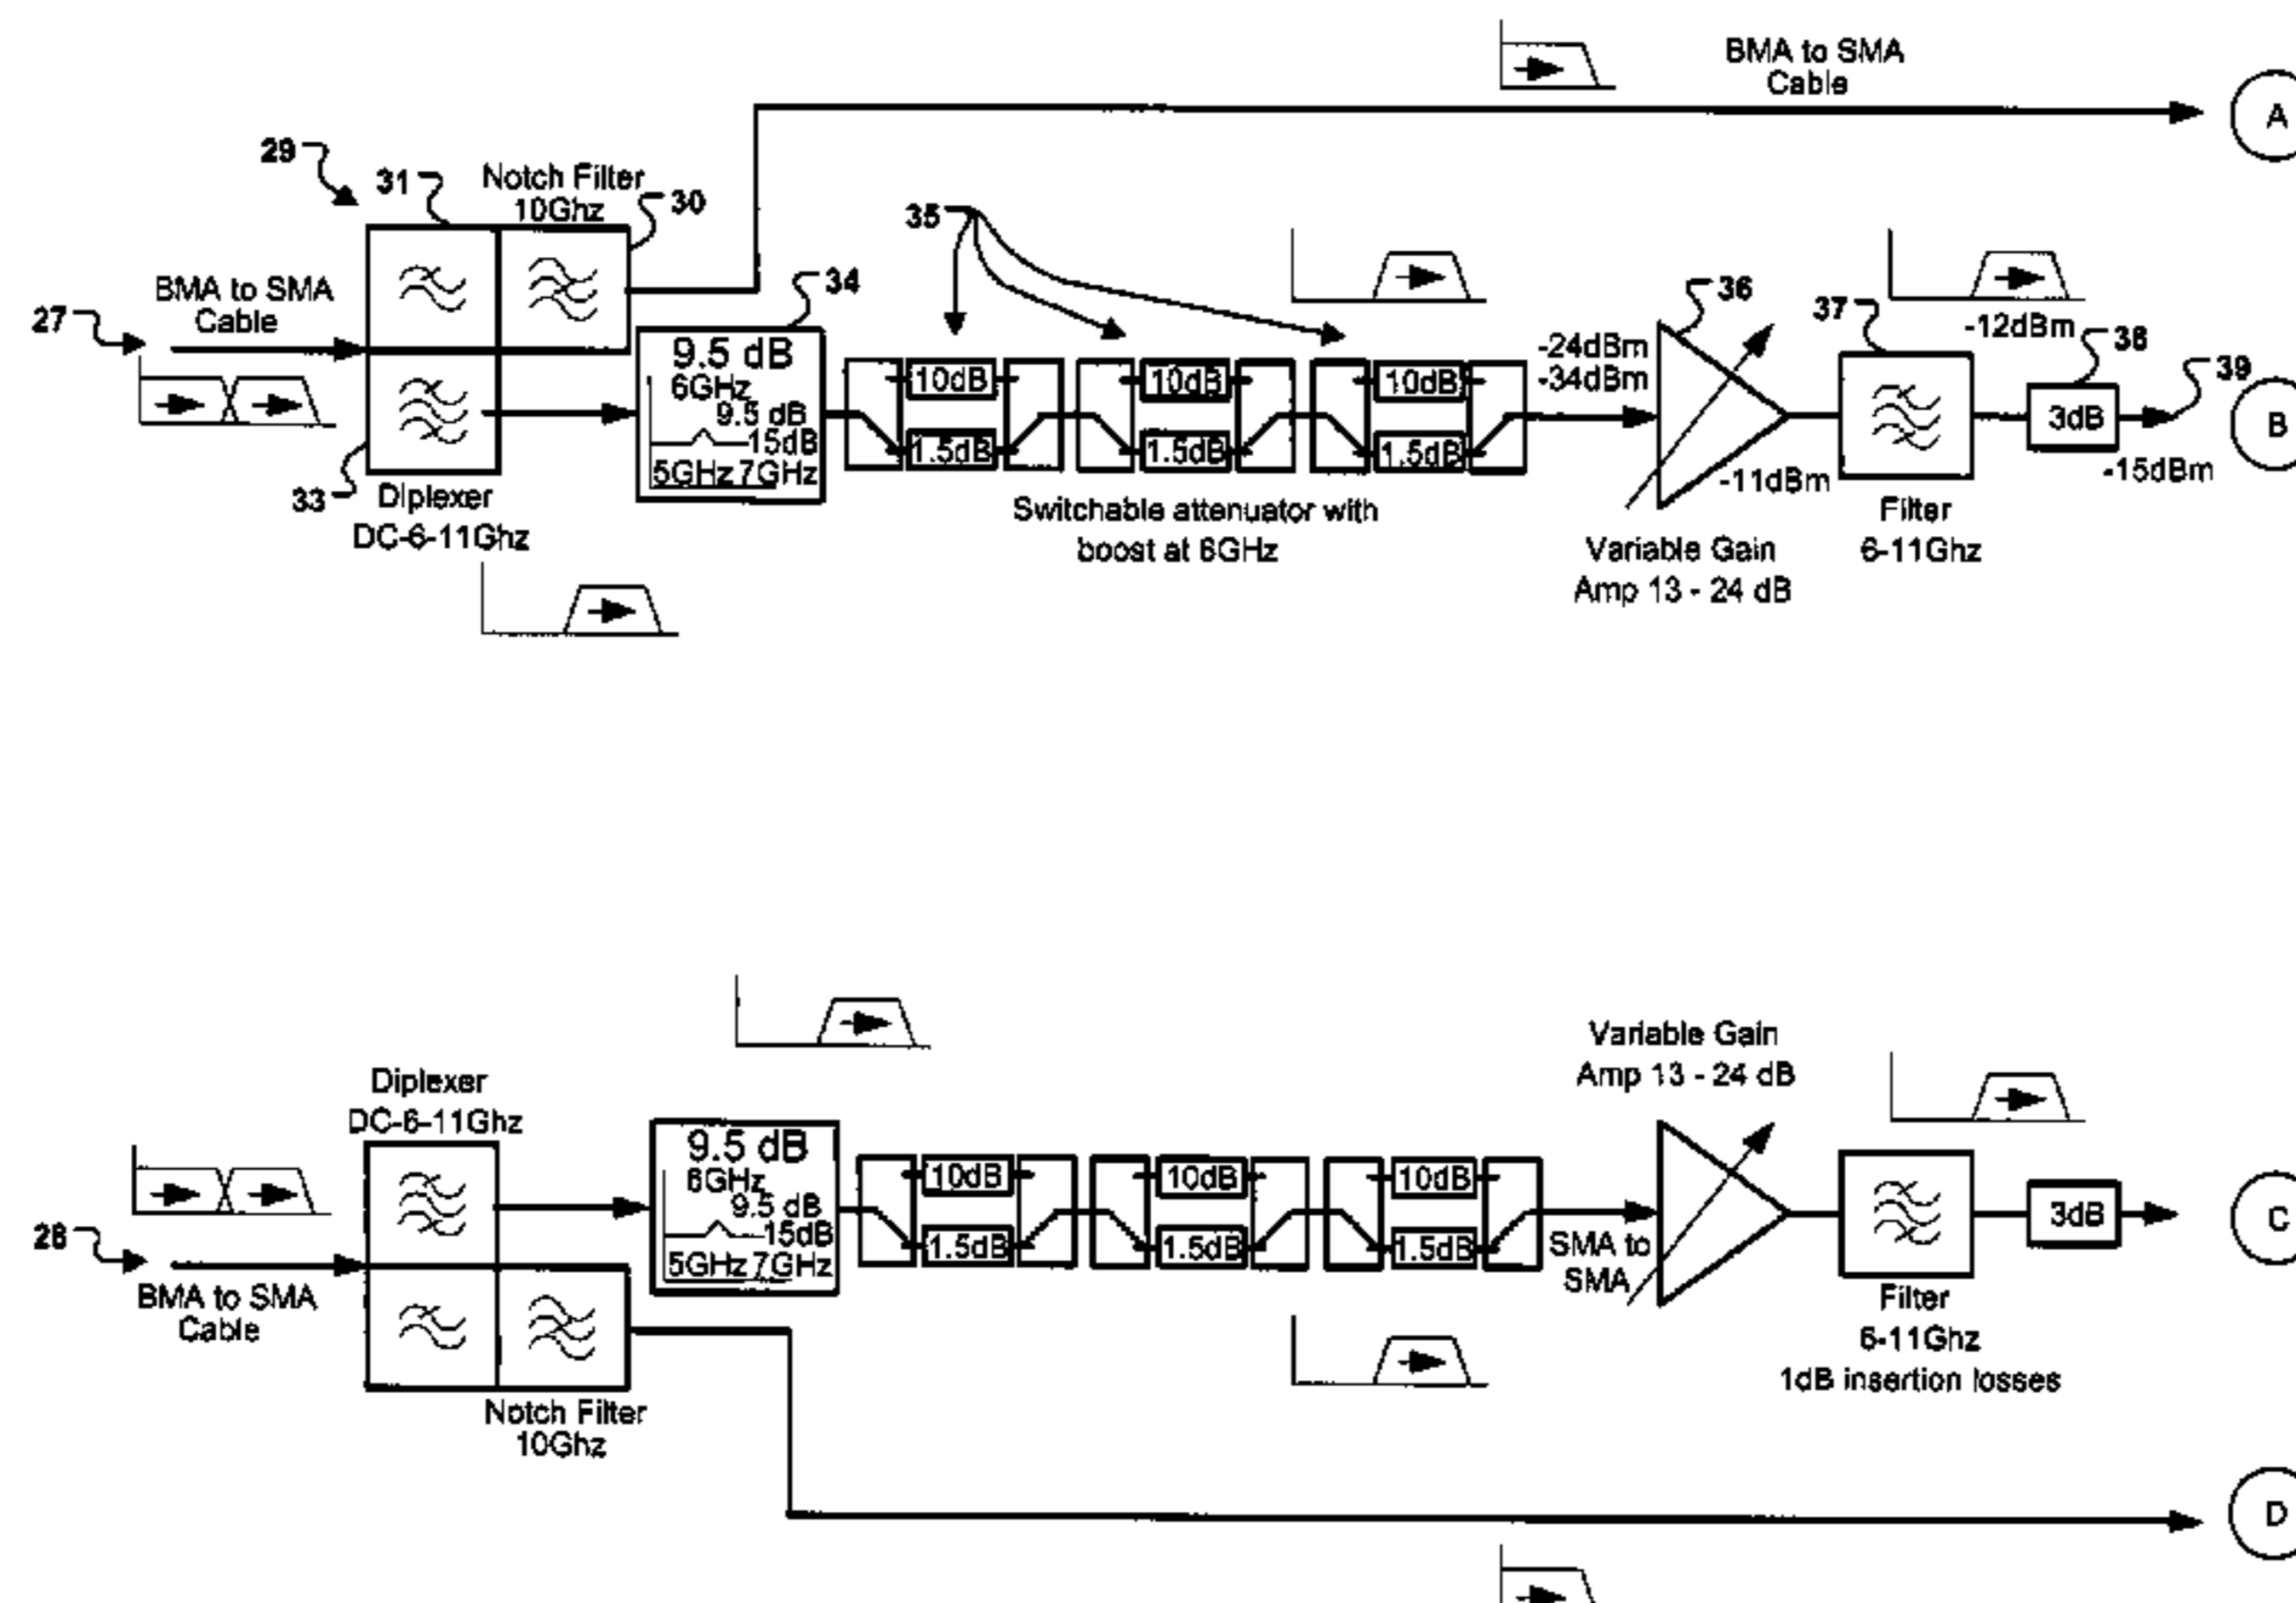 BMA to SMA
Cable
A
29
31
Notch Filter
10Ghz
30
35
34
36
37
-12dBm
38
39
27
BMA to SMA
Cable
9.5 dB
6GHz
9.5 dB
15dB
5GHz 7GHz
10dB
10dB
10dB
1.5dB
1.5dB
1.5dB
-24dBm
-34dBm
-11dBm
3dB
-15dBm
B
33
Diplexer
DC-6-11Ghz
Switchable attenuator with
boost at 6GHz
Variable Gain
Amp 13 - 24 dB
Filter
6-11Ghz
Variable Gain
Amp 13 - 24 dB
Diplexer
DC-6-11Ghz
9.5 dB
6GHz
9.5 dB
15dB
5GHz 7GHz
10dB
10dB
10dB
1.5dB
1.5dB
1.5dB
SMA to
SMA
3dB
C
28
BMA to SMA
Cable
Filter
6-11Ghz
1dB insertion losses
Notch Filter
10Ghz
D